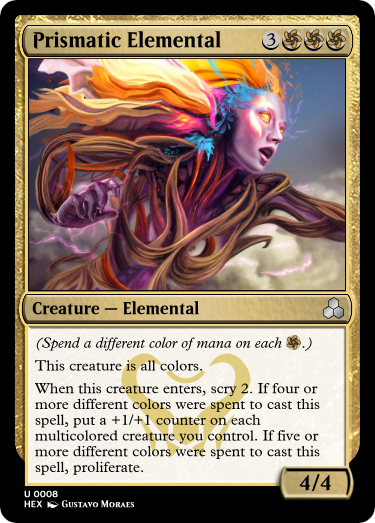 Prismatic Elemental 3
Creature — Elemental
(Spend a different color of mana on each .)
This creature is all colors.
When this creature enters, scry 2. If four or
more different colors were spent to cast this
spell, put a +1/+1 counter on each
multicolored creature you control. If five or
more different colors were spent to cast this
spell, proliferate.
4/4
U 0008
HEX Gustavo Moraes